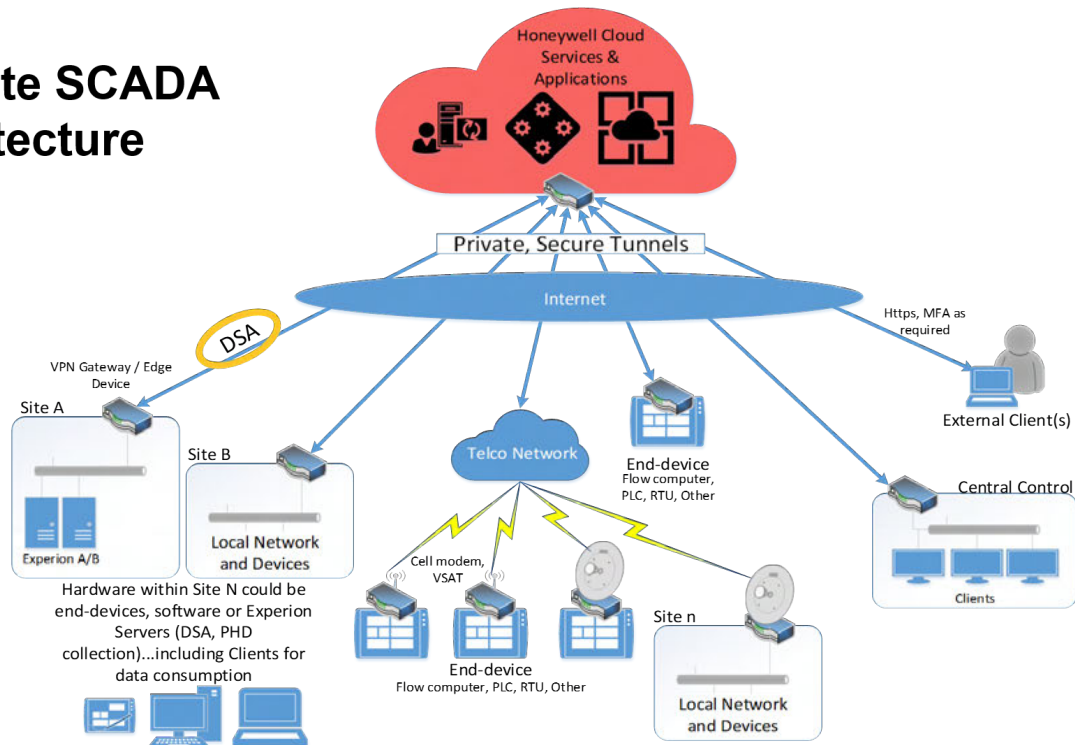 te SCADA
tecture
Honeywell Cloud
Services &
Applications
Private, Secure Tunnels
Internet
DSA
Https, MFA as
required
VPN Gateway / Edge
Device
External Client(s)
Site A
Experion A/B
Site B
Local Network
and Devices
Telco Network
End-device
Flow computer,
PLC, RTU, Other
Central Control
Clients
Cell modem,
VSAT
End-device
Flow computer, PLC, RTU, Other
Site n
Local Network
and Devices
Hardware within Site N could be
end-devices, software or Experion
Servers (DSA, PHD
collection)...including Clients for
data consumption